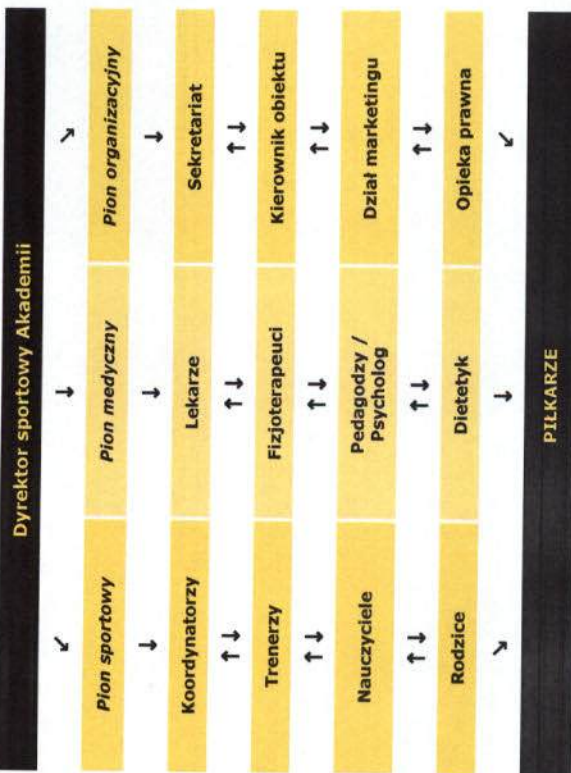 Dyrektor sportowy Akademii
Pion sportowy
Pion medyczny
Pion organizacyjny
Koordynatorzy
Lekarze
Sekretariat
Trenerzy
Fizjoterapeuci
Kierownik obiektu
Nauczyciele
Pedagodzy /
Psycholog
Dział marketingu
Rodzice
Dietetyk
Opieka prawna
PIŁKARZE